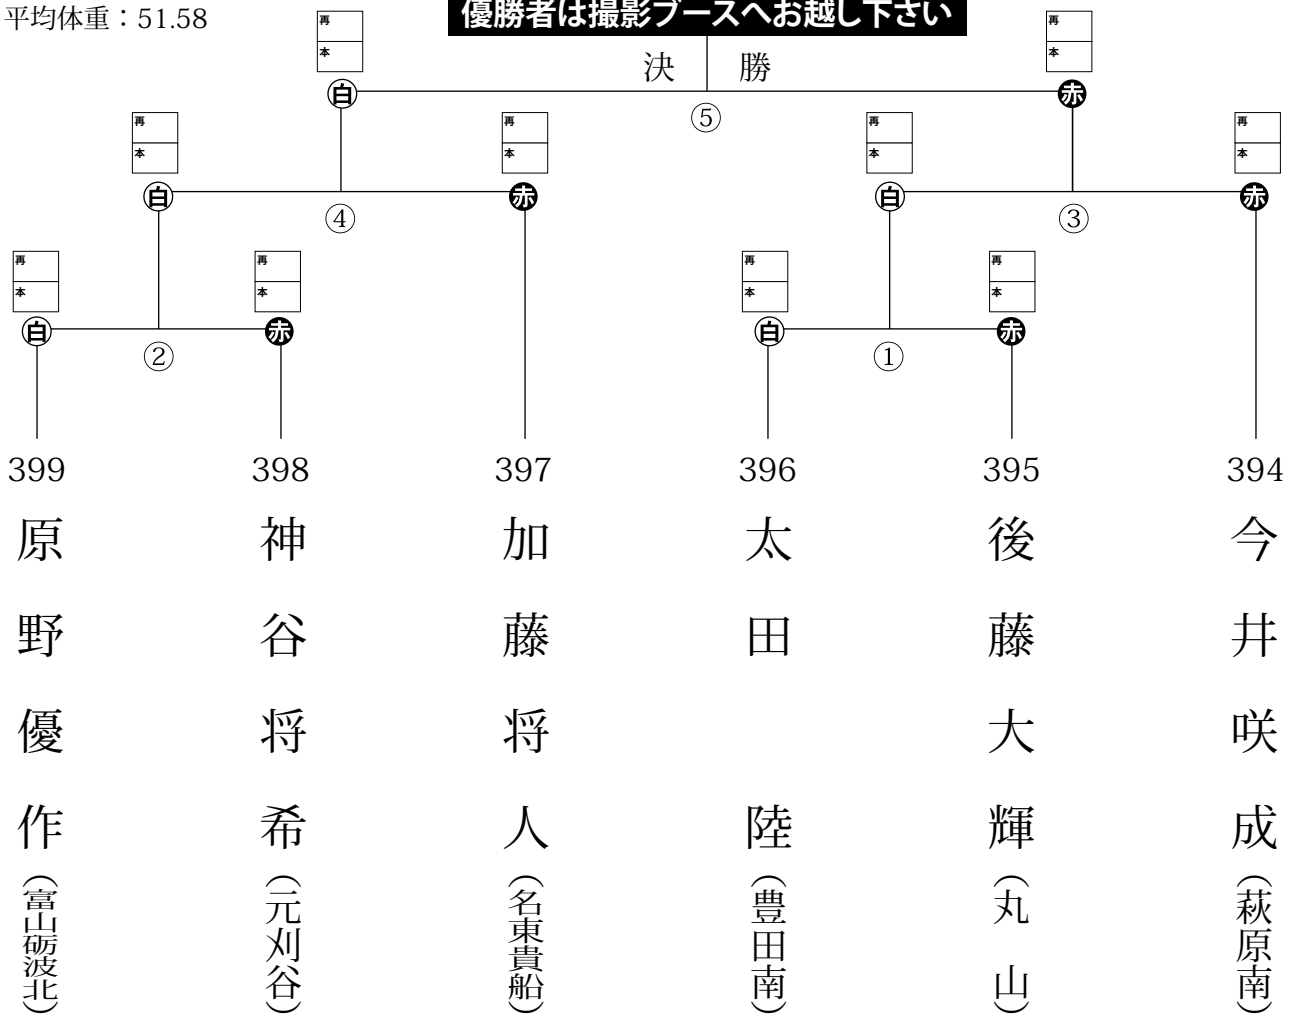 平均体重：51.58
優勝者は撮影ブースへお越し下さい
再
本
再
本
決勝
白
赤
⑤
再
本
再
本
再
本
再
本
白
赤
白
赤
④
③
再
本
再
本
再
本
再
本
白
赤
白
赤
②
①
399
398
397
396
395
394
原野優作（富山砺波北）
神谷将希（元刈谷）
加藤将人（名東貴船）
太田　陸（豊田南）
後藤大輝（丸　山）
今井咲成（萩原南）